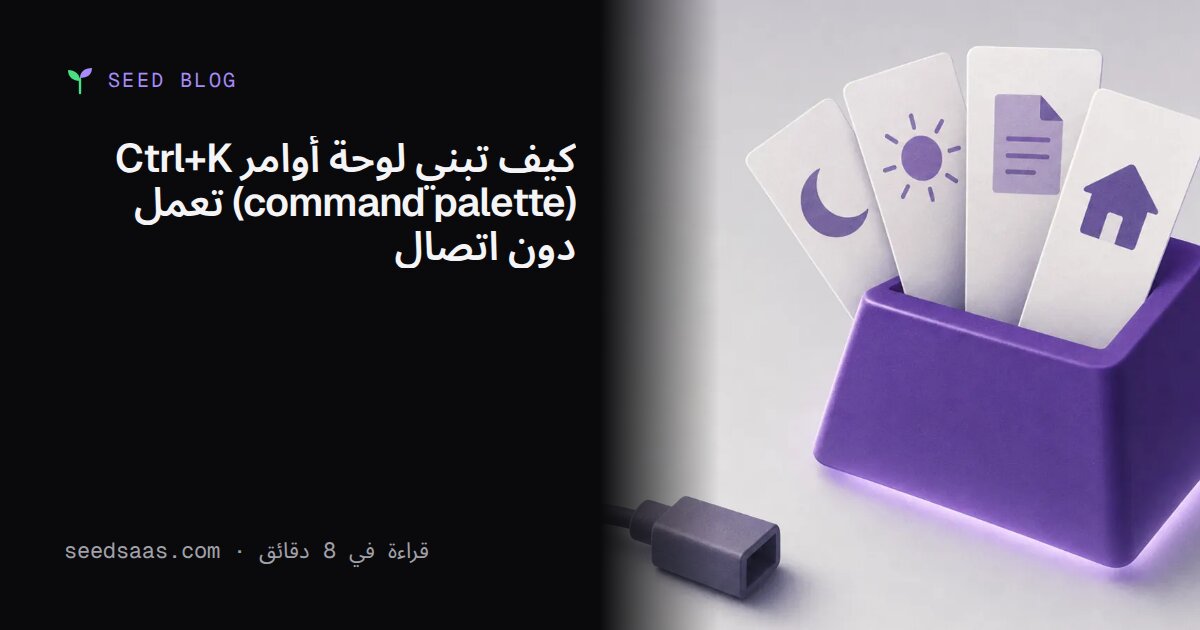 SEED BLOG
كيف تبني لوحة أوامر Ctrl+K
(command palette) تعمل
دون اتصال
seedsaas.com · قراءة في 8 دقائق